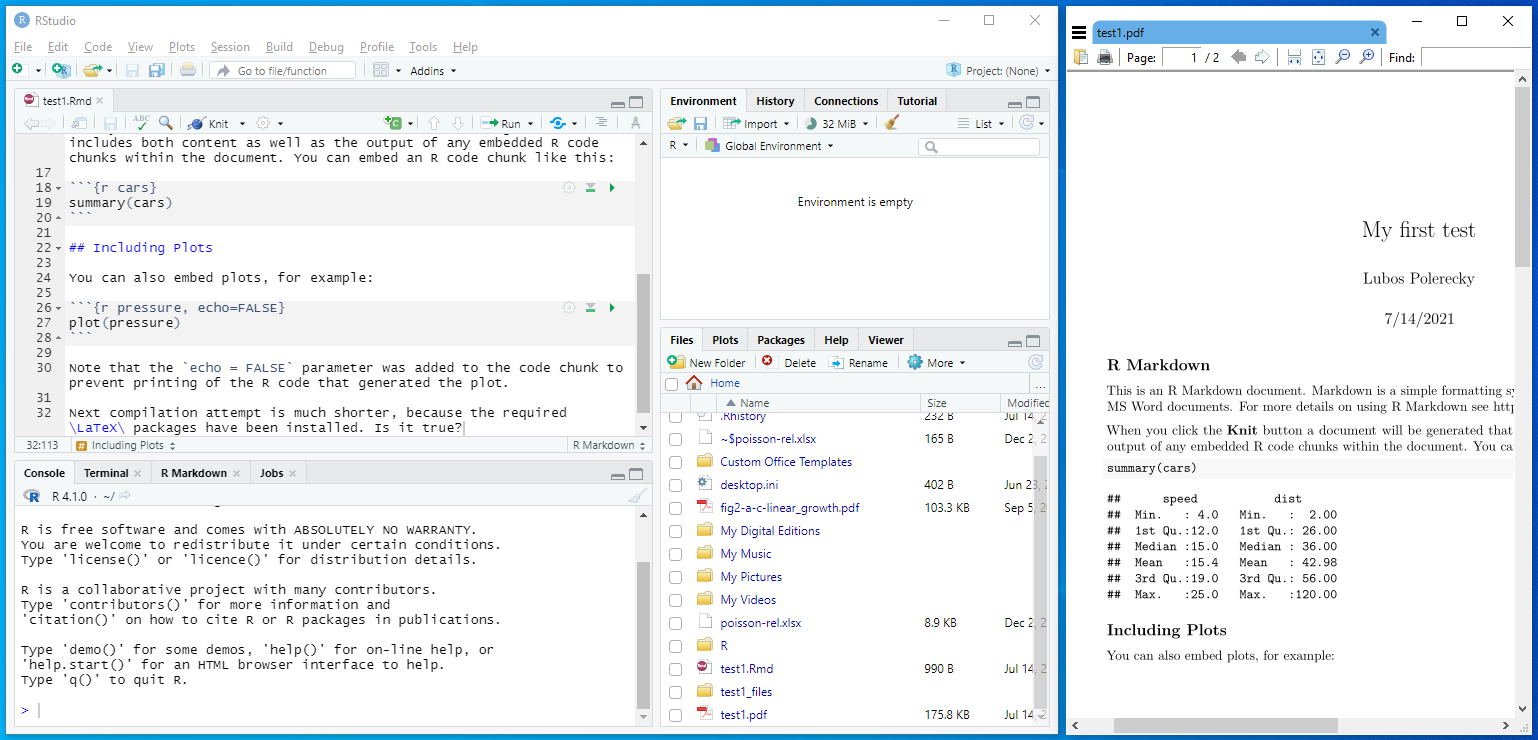 RStudio
File Edit Code View Plots Session Build Debug Profile Tools Help
Go to file/function Addins Project: (None)
test1.Rmd
Knit Run
includes both content as well as the output of any embedded R code
chunks within the document. You can embed an R code chunk like this:
17
18 ```{r cars}
19 summary(cars)
20 ```
21
22 ## Including Plots
23
24 You can also embed plots, for example:
25
26 ```{r pressure, echo=FALSE}
27 plot(pressure)
28 ```
29
30 Note that the `echo = FALSE` parameter was added to the code chunk to
prevent printing of the R code that generated the plot.
31
32 Next compilation attempt is much shorter, because the required
\LaTeX\ packages have been installed. Is it true?
32:113 # Including Plots R Markdown
Console Terminal R Markdown Jobs
R 4.1.0 · ~/
R is free software and comes with ABSOLUTELY NO WARRANTY.
You are welcome to redistribute it under certain conditions.
Type 'license()' or 'licence()' for distribution details.
R is a collaborative project with many contributors.
Type 'contributors()' for more information and
'citation()' on how to cite R or R packages in publications.
Type 'demo()' for some demos, 'help()' for on-line help, or
'help.start()' for an HTML browser interface to help.
Type 'q()' to quit R.
>
Environment History Connections Tutorial
Import 32 MiB List
R Global Environment
Environment is empty
Files Plots Packages Help Viewer
New Folder Delete Rename More
Home ...
Name Size Modified
.Rhistory 232 B Jul 14, 2
~$poisson-rel.xlsx 165 B Dec 2, 2
Custom Office Templates
desktop.ini 402 B Jun 23, 2
fig2-a-c-linear_growth.pdf 103.3 KB Sep 5, 2
My Digital Editions
My Music
My Pictures
My Videos
poisson-rel.xlsx 8.9 KB Dec 2, 2
R
test1.Rmd 990 B Jul 14, 2
test1_files
test1.pdf 175.8 KB Jul 14, 2
test1.pdf
Page: 1 / 2 Find:
My first test
Lubos Polerecky
7/14/2021
R Markdown
This is an R Markdown document. Markdown is a simple formatting sy
MS Word documents. For more details on using R Markdown see http
When you click the Knit button a document will be generated that
output of any embedded R code chunks within the document. You ca
summary(cars)
## speed dist
## Min. : 4.0 Min. : 2.00
## 1st Qu.:12.0 1st Qu.: 26.00
## Median :15.0 Median : 36.00
## Mean :15.4 Mean : 42.98
## 3rd Qu.:19.0 3rd Qu.: 56.00
## Max. :25.0 Max. :120.00
Including Plots
You can also embed plots, for example: